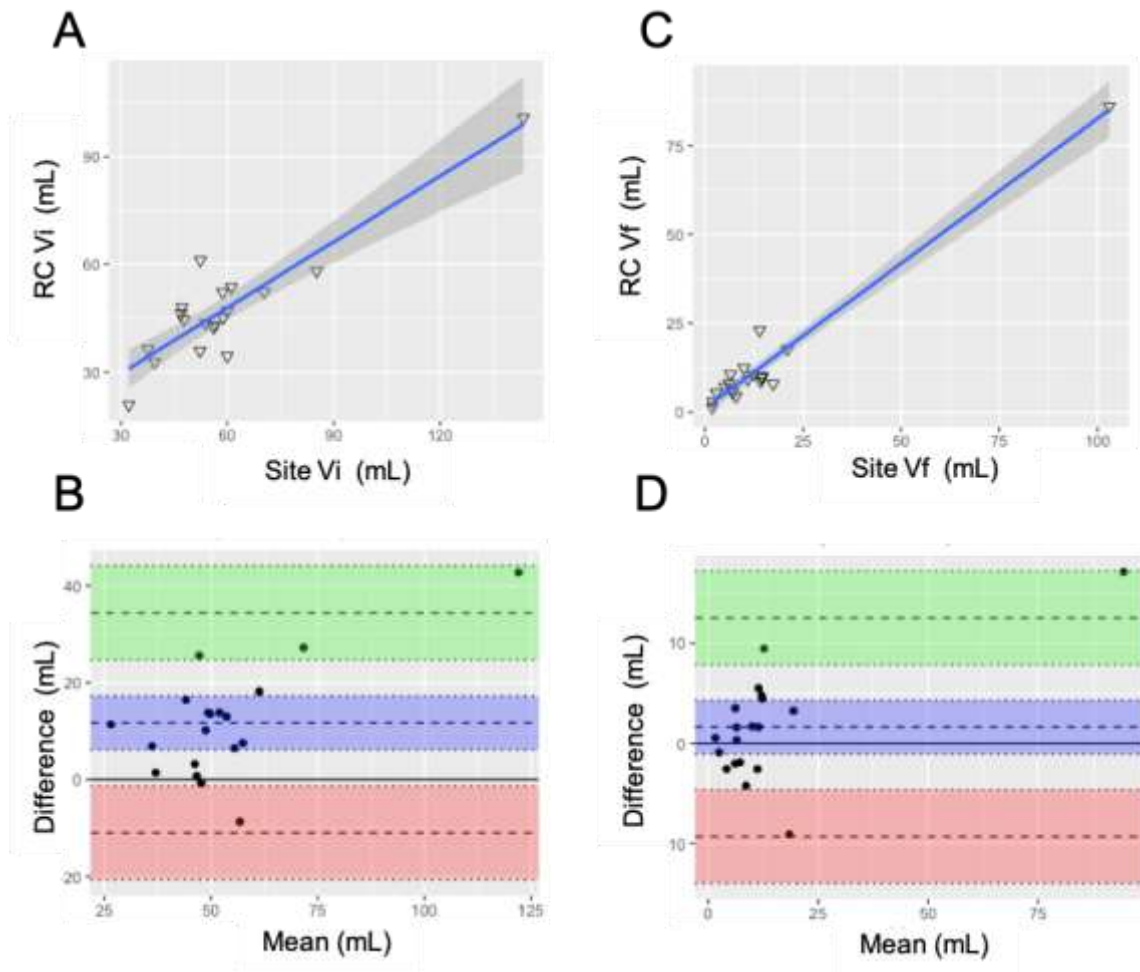 A
RC Vi (mL)
90
60
30
30 60 90 120
Site Vi (mL)
C
RC Vf (mL)
75
50
25
0
0 25 50 75 100
Site Vf (mL)
B
Difference (mL)
40
20
0
20
25 50 75 100 125
Mean (mL)
D
Difference (mL)
10
0
10
0 25 50 75
Mean (mL)